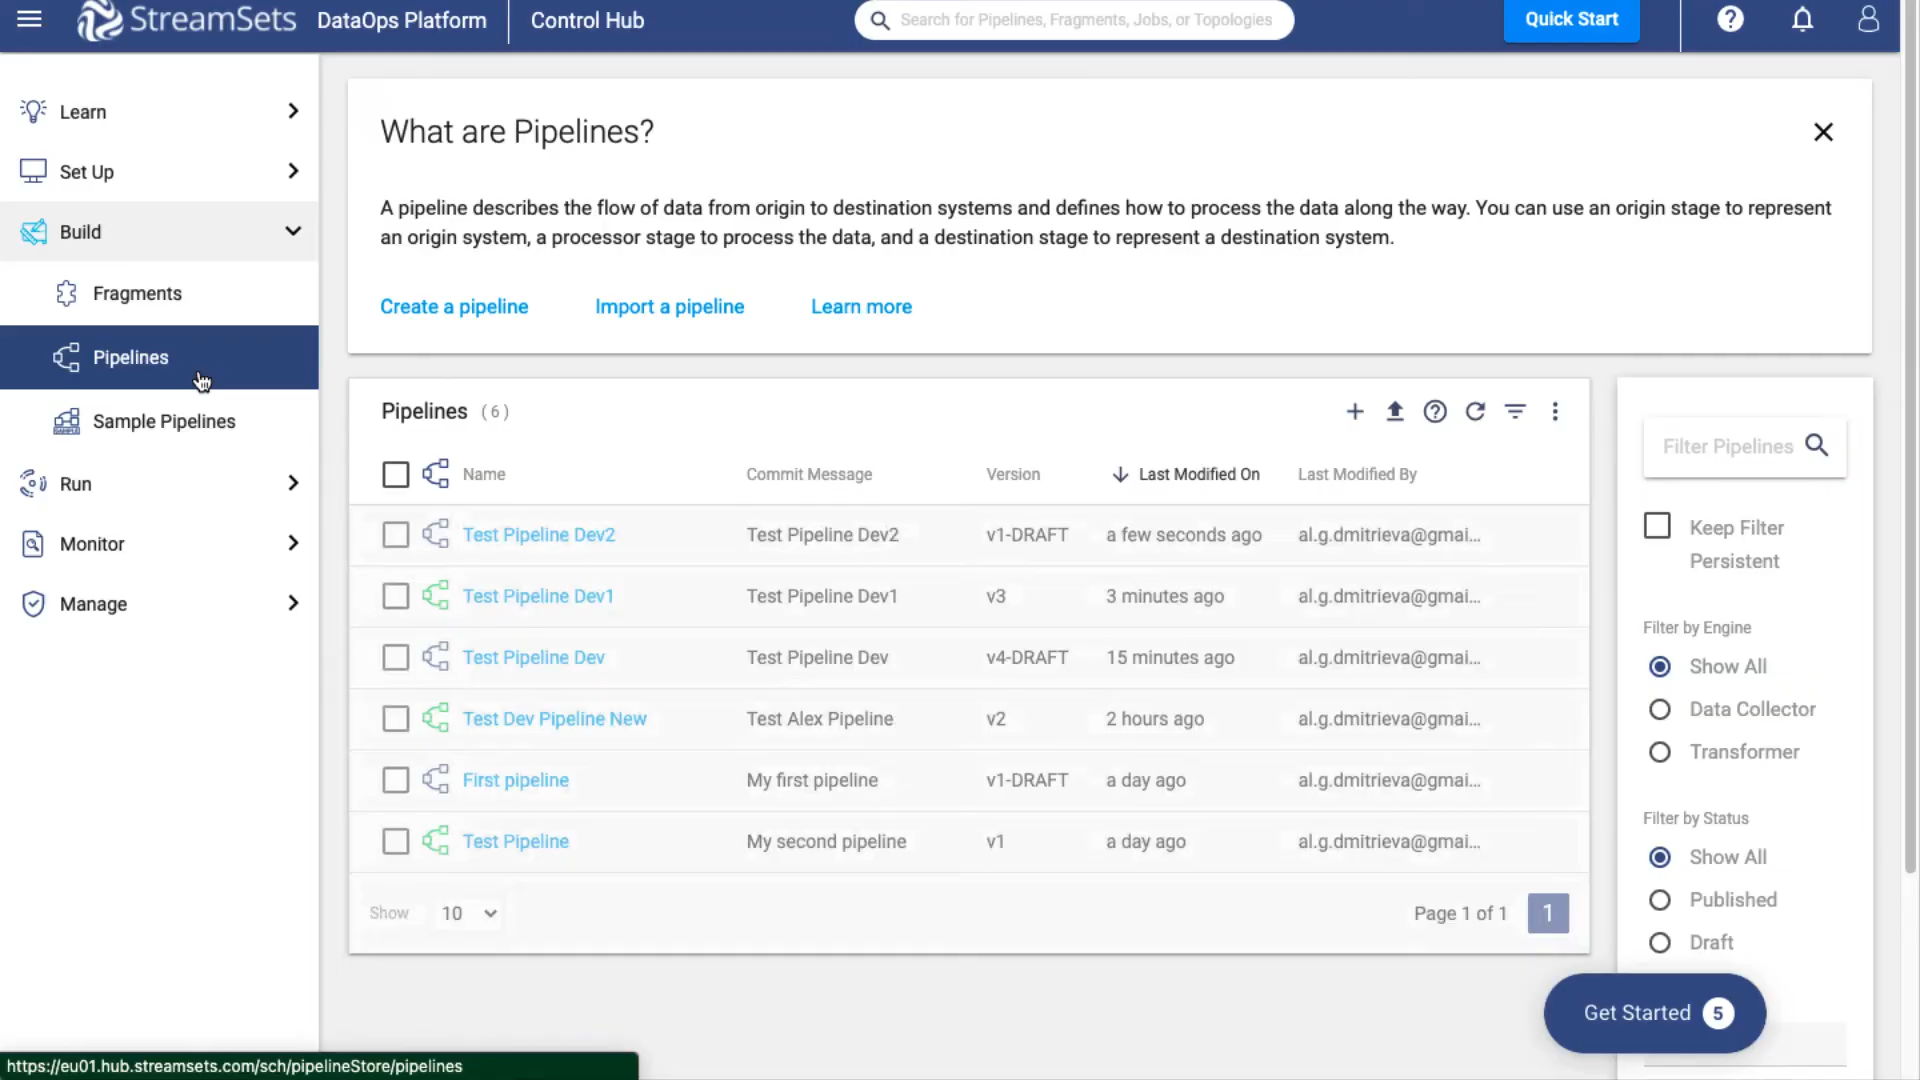 StreamSets DataOps Platform Control Hub Search for Pipelines, Fragments, Jobs, or Topologies Quick Start ?
Learn
Set Up
Build
Fragments
Pipelines
Sample Pipelines
Run
Monitor
Manage
What are Pipelines?
A pipeline describes the flow of data from origin to destination systems and defines how to process the data along the way. You can use an origin stage to represent
an origin system, a processor stage to process the data, and a destination stage to represent a destination system.
Create a pipeline Import a pipeline Learn more
Pipelines (6)
Name Commit Message Version Last Modified On Last Modified By
Test Pipeline Dev2 Test Pipeline Dev2 v1-DRAFT a few seconds ago al.g.dmitrieva@gmai...
Test Pipeline Dev1 Test Pipeline Dev1 v3 3 minutes ago al.g.dmitrieva@gmai...
Test Pipeline Dev Test Pipeline Dev v4-DRAFT 15 minutes ago al.g.dmitrieva@gmai...
Test Dev Pipeline New Test Alex Pipeline v2 2 hours ago al.g.dmitrieva@gmai...
First pipeline My first pipeline v1-DRAFT a day ago al.g.dmitrieva@gmai...
Test Pipeline My second pipeline v1 a day ago al.g.dmitrieva@gmai...
Show 10 Page 1 of 1 1
Filter Pipelines
Keep Filter
Persistent
Filter by Engine
Show All
Data Collector
Transformer
Filter by Status
Show All
Published
Draft
Get Started 5
https://eu01.hub.streamsets.com/sch/pipelineStore/pipelines